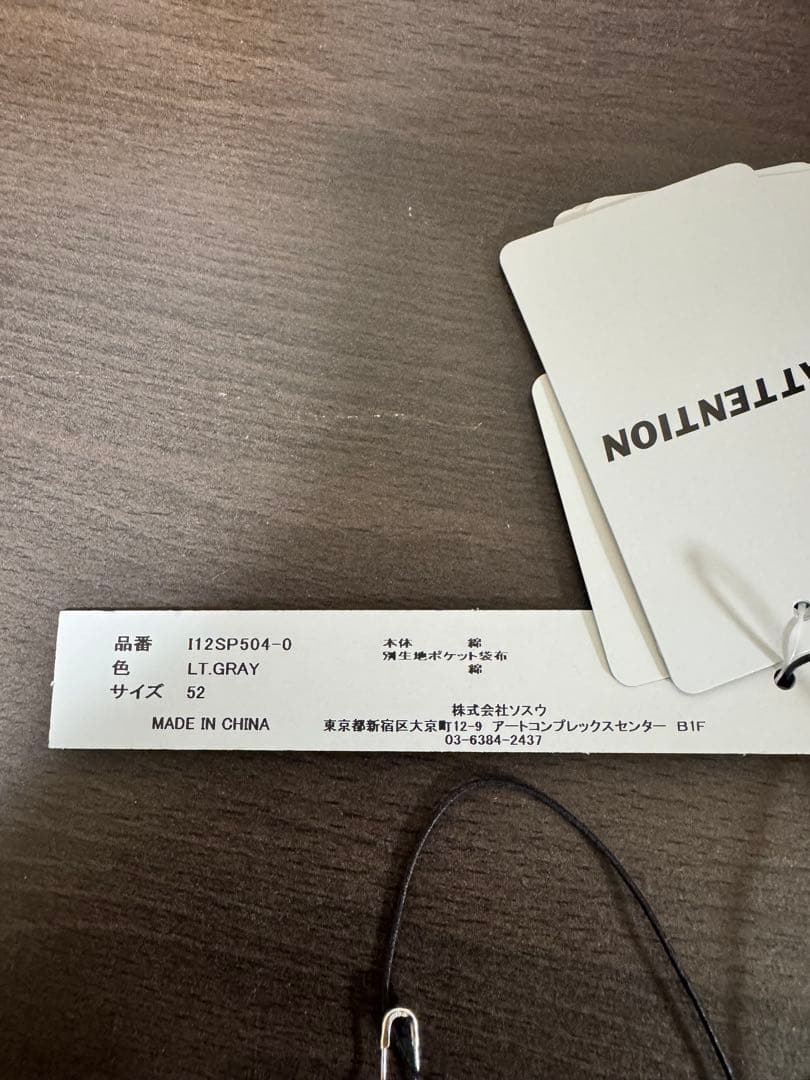 ATTENTION
品番 I12SP504-0
色 LT.GRAY
サイズ 52
MADE IN CHINA
本体 綿
別生地ポケット袋布
綿
株式会社ソスウ
東京都新宿区大京町12-9 アートコンプレックスセンター B1F
03-6384-2437